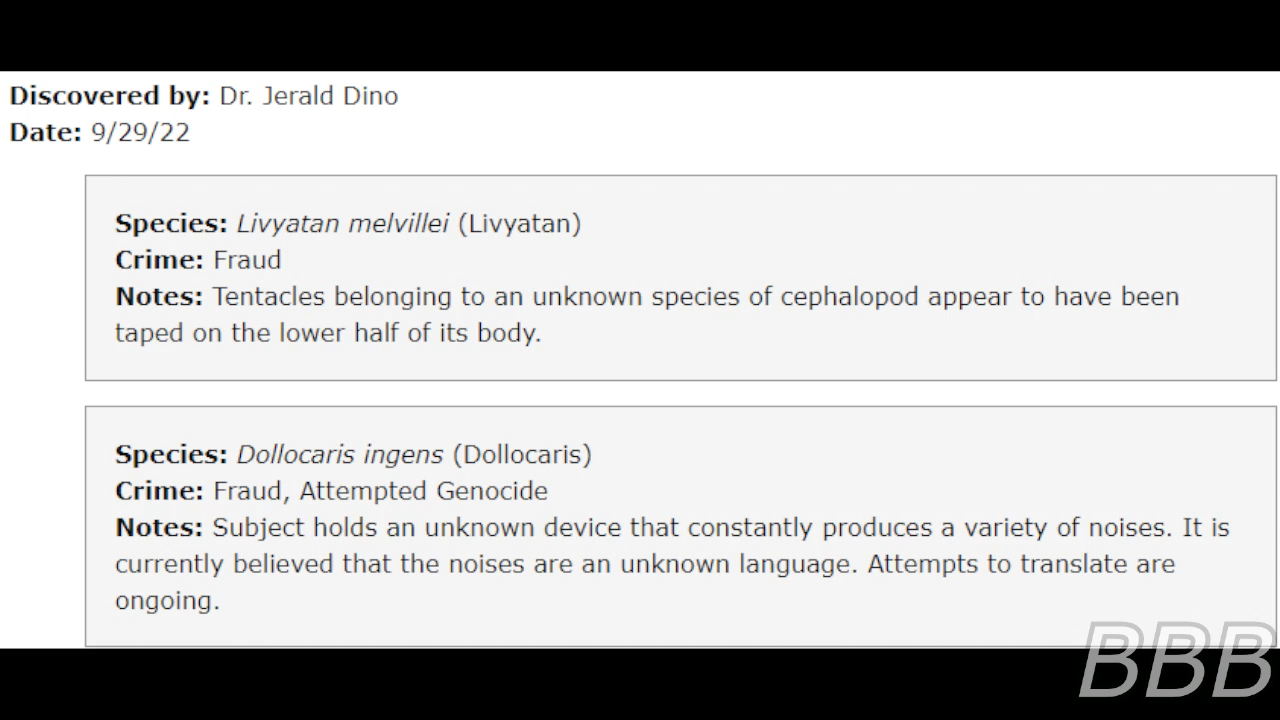 Discovered by: Dr. Jerald Dino
Date: 9/29/22
Species: Livyatan melvillei (Livyatan)
Crime: Fraud
Notes: Tentacles belonging to an unknown species of cephalopod appear to have been
taped on the lower half of its body.
Species: Dollocaris ingens (Dollocaris)
Crime: Fraud, Attempted Genocide
Notes: Subject holds an unknown device that constantly produces a variety of noises. It is
currently believed that the noises are an unknown language. Attempts to translate are
ongoing.
BBB